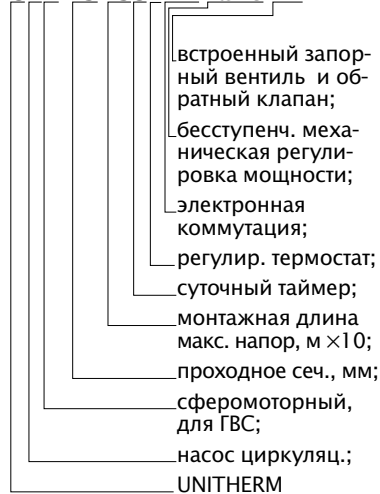 встроенный запор-
ный вентиль и об-
ратный клапан;
бесступенч. меха-
ническая регули-
ровка мощности;
электронная
коммутация;
регулир. термостат;
суточный таймер;
монтажная длина
макс. напор, м ×10;
проходное сеч., мм;
сферомоторный,
для ГВС;
насос циркуляц.;
UNITHERM